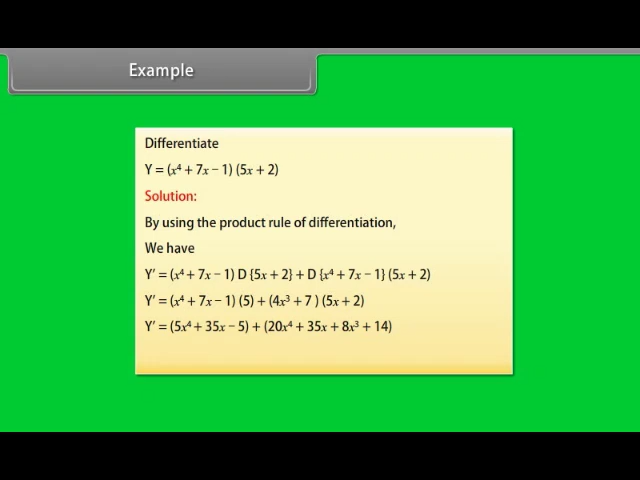 Example
Differentiate
Y = (x⁴ + 7x − 1) (5x + 2)
Solution:
By using the product rule of differentiation,
We have
Y′ = (x⁴ + 7x − 1) D {5x + 2} + D {x⁴ + 7x − 1} (5x + 2)
Y′ = (x⁴ + 7x − 1) (5) + (4x³ + 7 ) (5x + 2)
Y′ = (5x⁴ + 35x − 5) + (20x⁴ + 35x + 8x³ + 14)